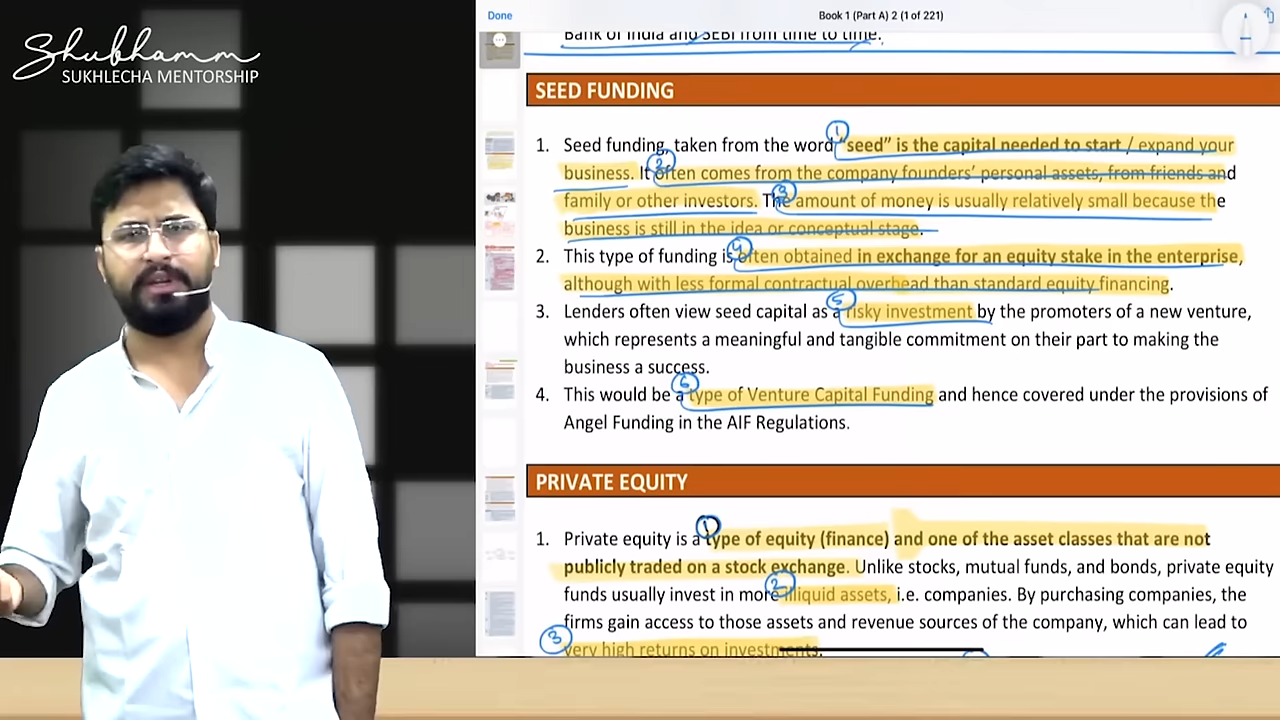 Shubhamm
SUKHLECHA MENTORSHIP
Done
Book 1 (Part A) 2 (1 of 221)
Bank of India and SEBI from time to time.
SEED FUNDING
1. Seed funding, taken from the word "seed" is the capital needed to start / expand your
business. It often comes from the company founders' personal assets, from friends and
family or other investors. The amount of money is usually relatively small because the
business is still in the idea or conceptual stage.
2. This type of funding is often obtained in exchange for an equity stake in the enterprise,
although with less formal contractual overhead than standard equity financing.
3. Lenders often view seed capital as a risky investment by the promoters of a new venture,
which represents a meaningful and tangible commitment on their part to making the
business a success.
4. This would be a type of Venture Capital Funding and hence covered under the provisions of
Angel Funding in the AIF Regulations.
PRIVATE EQUITY
1. Private equity is a type of equity (finance) and one of the asset classes that are not
publicly traded on a stock exchange. Unlike stocks, mutual funds, and bonds, private equity
funds usually invest in more illiquid assets, i.e. companies. By purchasing companies, the
firms gain access to those assets and revenue sources of the company, which can lead to
very high returns on investments.
1
2
3
4
5
6
1
2
3